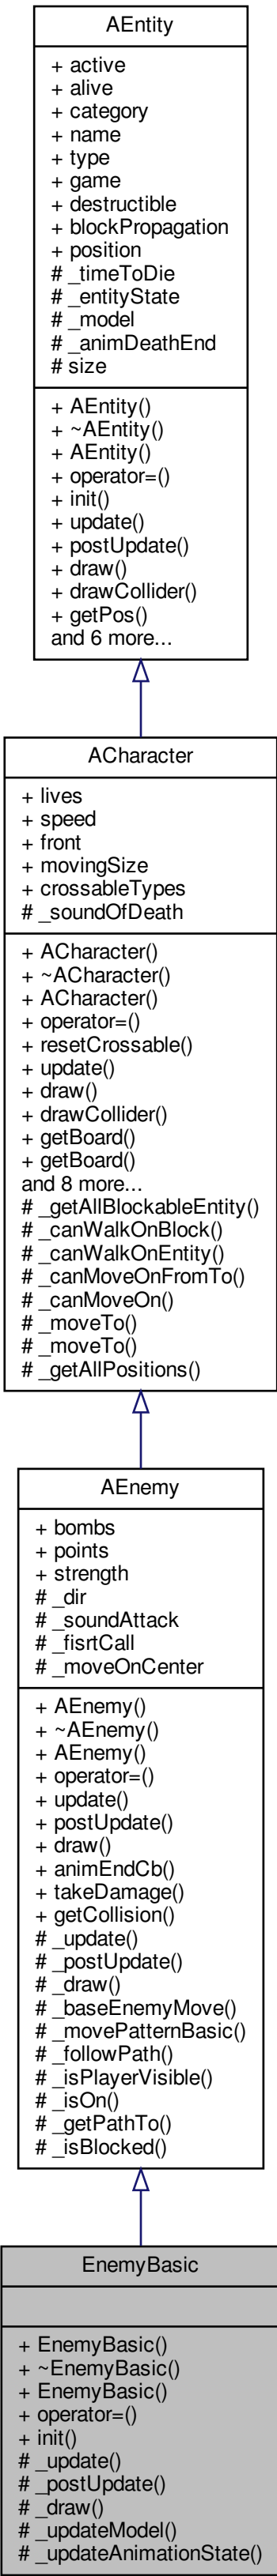 AEntity
+ active
+ alive
+ category
+ name
+ type
+ game
+ destructible
+ blockPropagation
+ position
# _timeToDie
# _entityState
# _model
# _animDeathEnd
# size
+ AEntity()
+ ~AEntity()
+ AEntity()
+ operator=()
+ init()
+ update()
+ postUpdate()
+ draw()
+ drawCollider()
+ getPos()
and 6 more...
ACharacter
+ lives
+ speed
+ front
+ movingSize
+ crossableTypes
# _soundOfDeath
+ ACharacter()
+ ~ACharacter()
+ ACharacter()
+ operator=()
+ resetCrossable()
+ update()
+ draw()
+ drawCollider()
+ getBoard()
+ getBoard()
and 8 more...
# _getAllBlockableEntity()
# _canWalkOnBlock()
# _canWalkOnEntity()
# _canMoveOnFromTo()
# _canMoveOn()
# _moveTo()
# _moveTo()
# _getAllPositions()
AEnemy
+ bombs
+ points
+ strength
# _dir
# _soundAttack
# _fisrtCall
# _moveOnCenter
+ AEnemy()
+ ~AEnemy()
+ AEnemy()
+ operator=()
+ update()
+ postUpdate()
+ draw()
+ animEndCb()
+ takeDamage()
+ getCollision()
# _update()
# _postUpdate()
# _draw()
# _baseEnemyMove()
# _movePatternBasic()
# _followPath()
# _isPlayerVisible()
# _isOn()
# _getPathTo()
# _isBlocked()
EnemyBasic
+ EnemyBasic()
+ ~EnemyBasic()
+ EnemyBasic()
+ operator=()
+ init()
# _update()
# _postUpdate()
# _draw()
# _updateModel()
# _updateAnimationState()